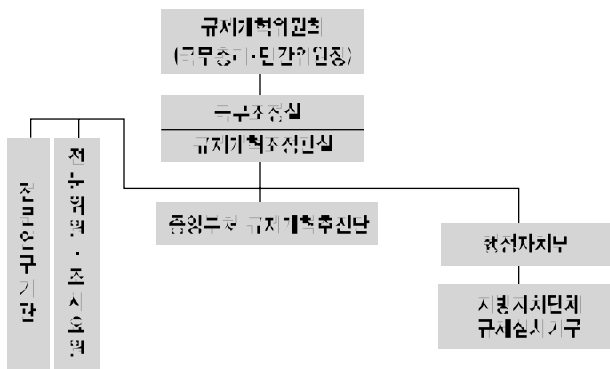 규제개혁위원회
(국무총리·민간위원장)
국무조정실
규제개혁조정관실
전문연구기관
전문위원·조사요원
중앙부처 규제개혁추진단
행정자치부
지방자치단체
규제실시기구